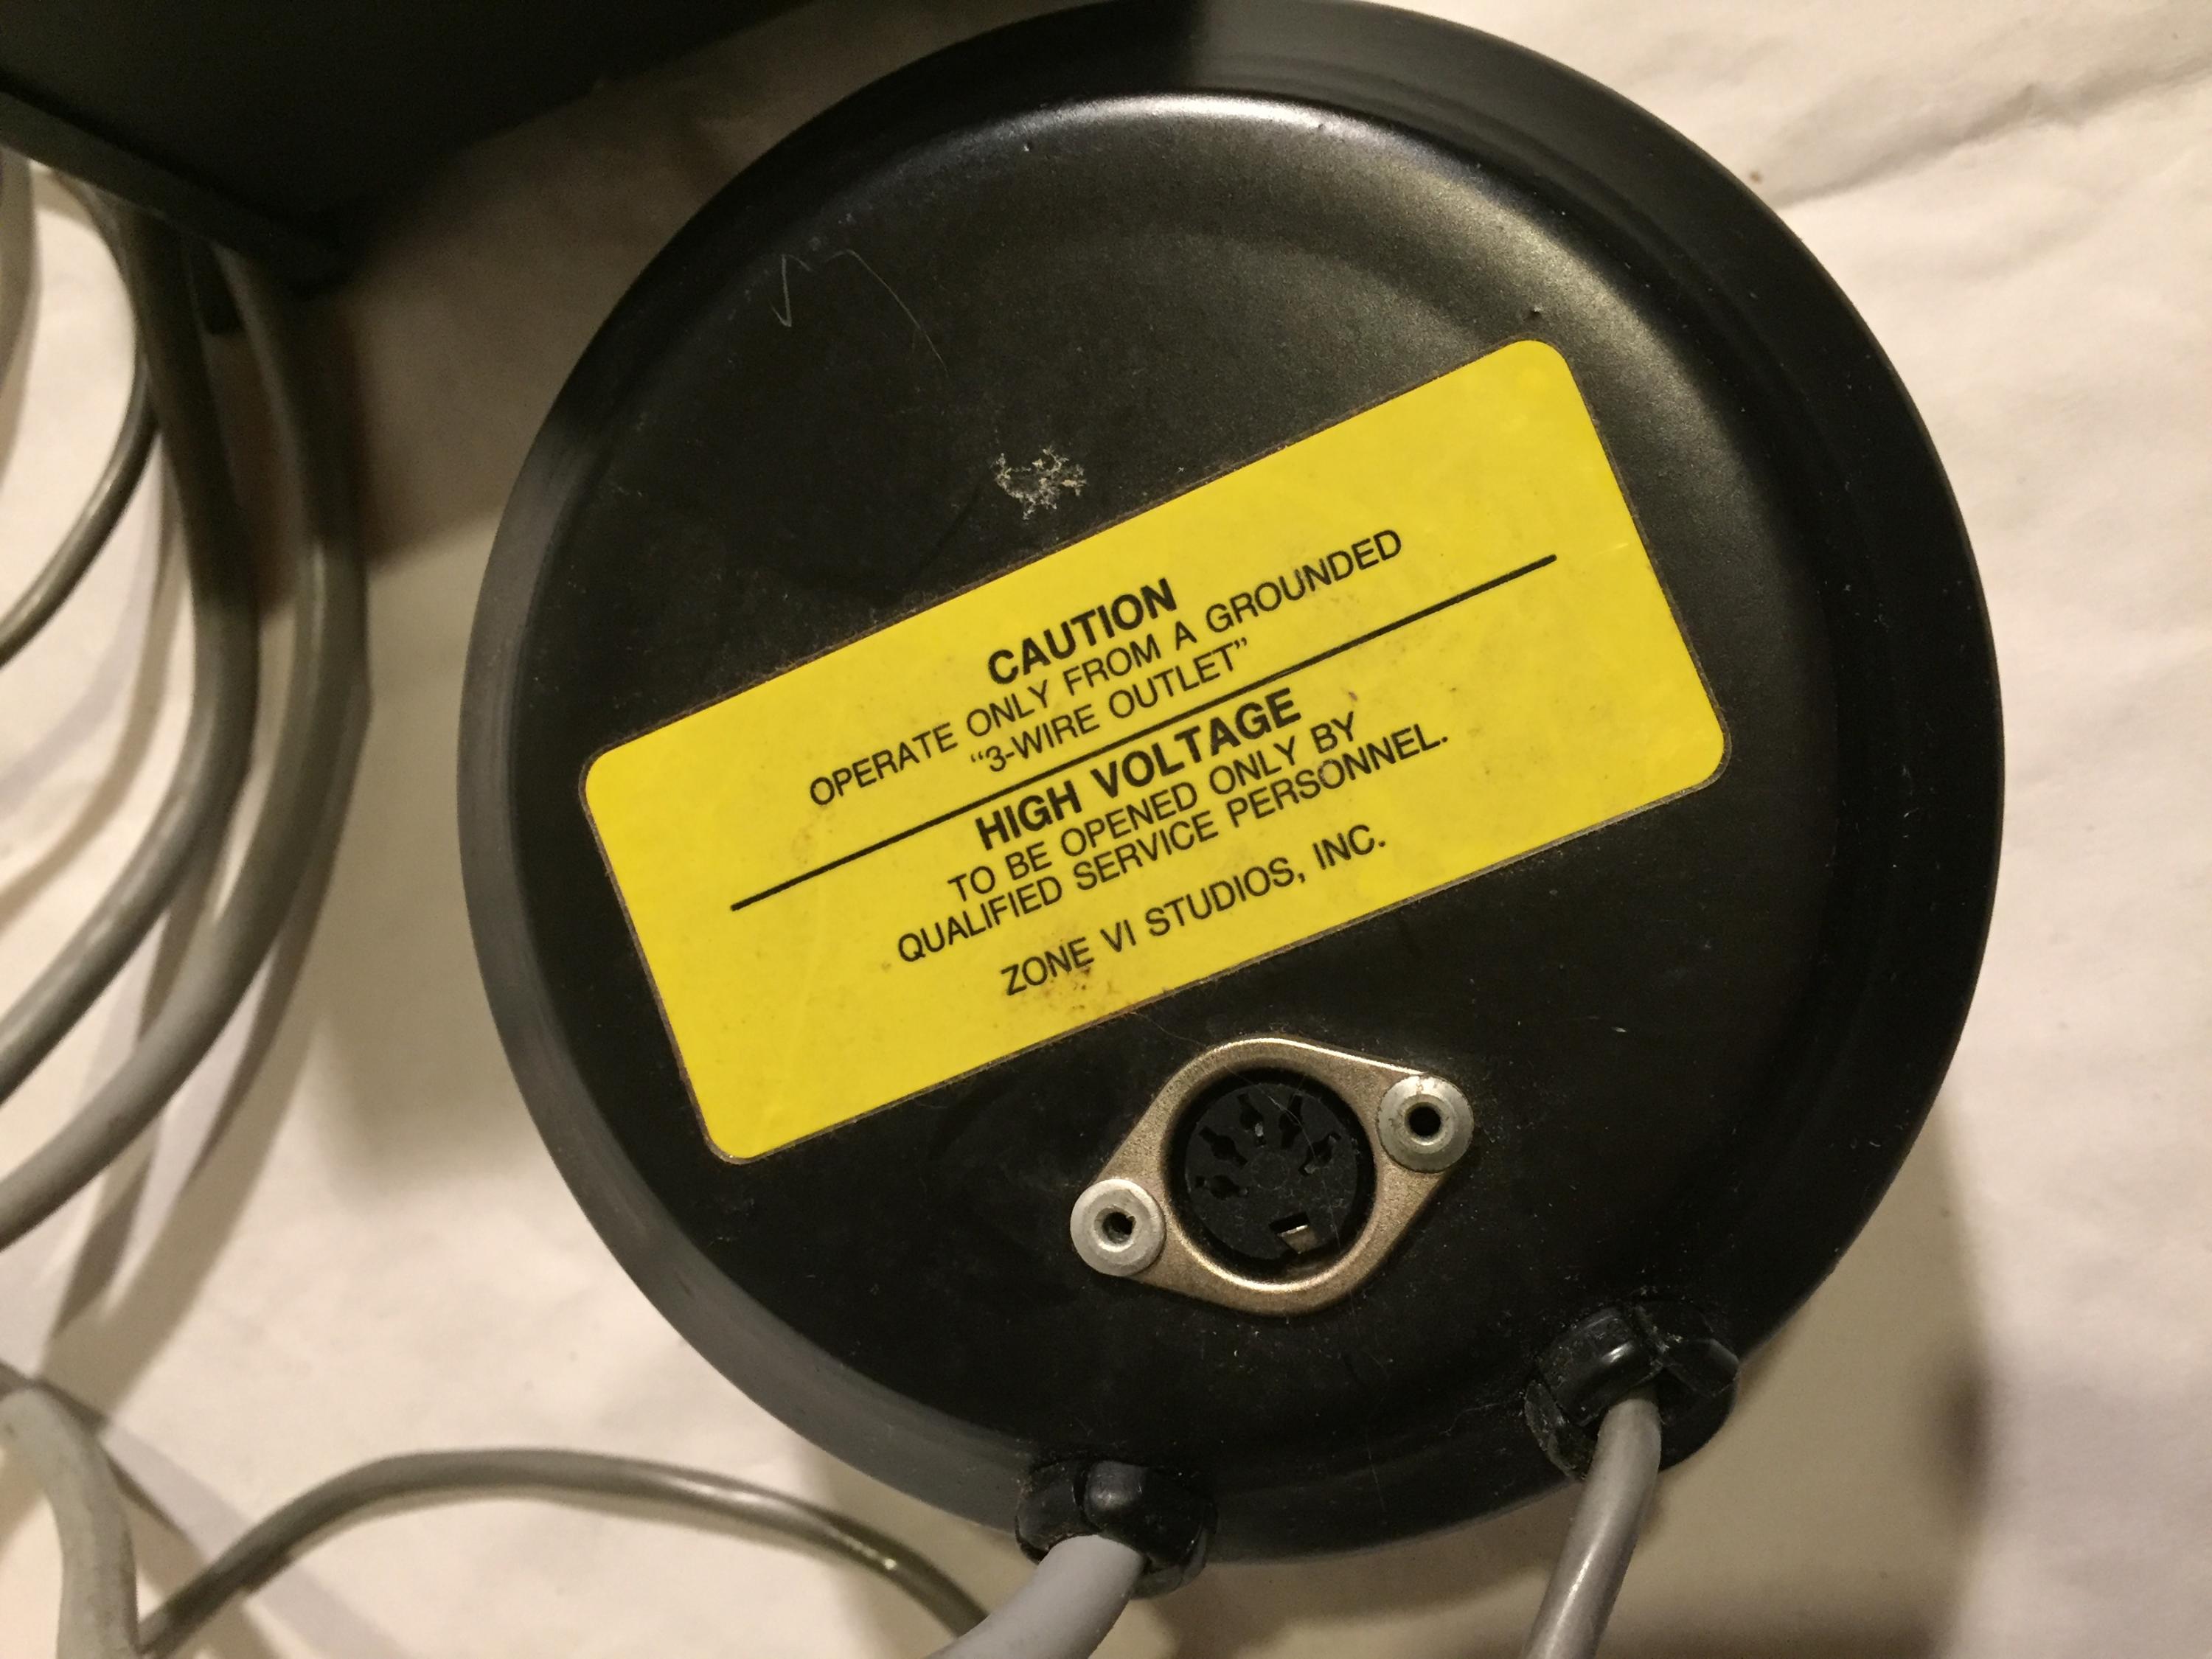 CAUTION
OPERATE ONLY FROM A GROUNDED
“3-WIRE OUTLET”
HIGH VOLTAGE
TO BE OPENED ONLY BY
QUALIFIED SERVICE PERSONNEL.
ZONE VI STUDIOS, INC.